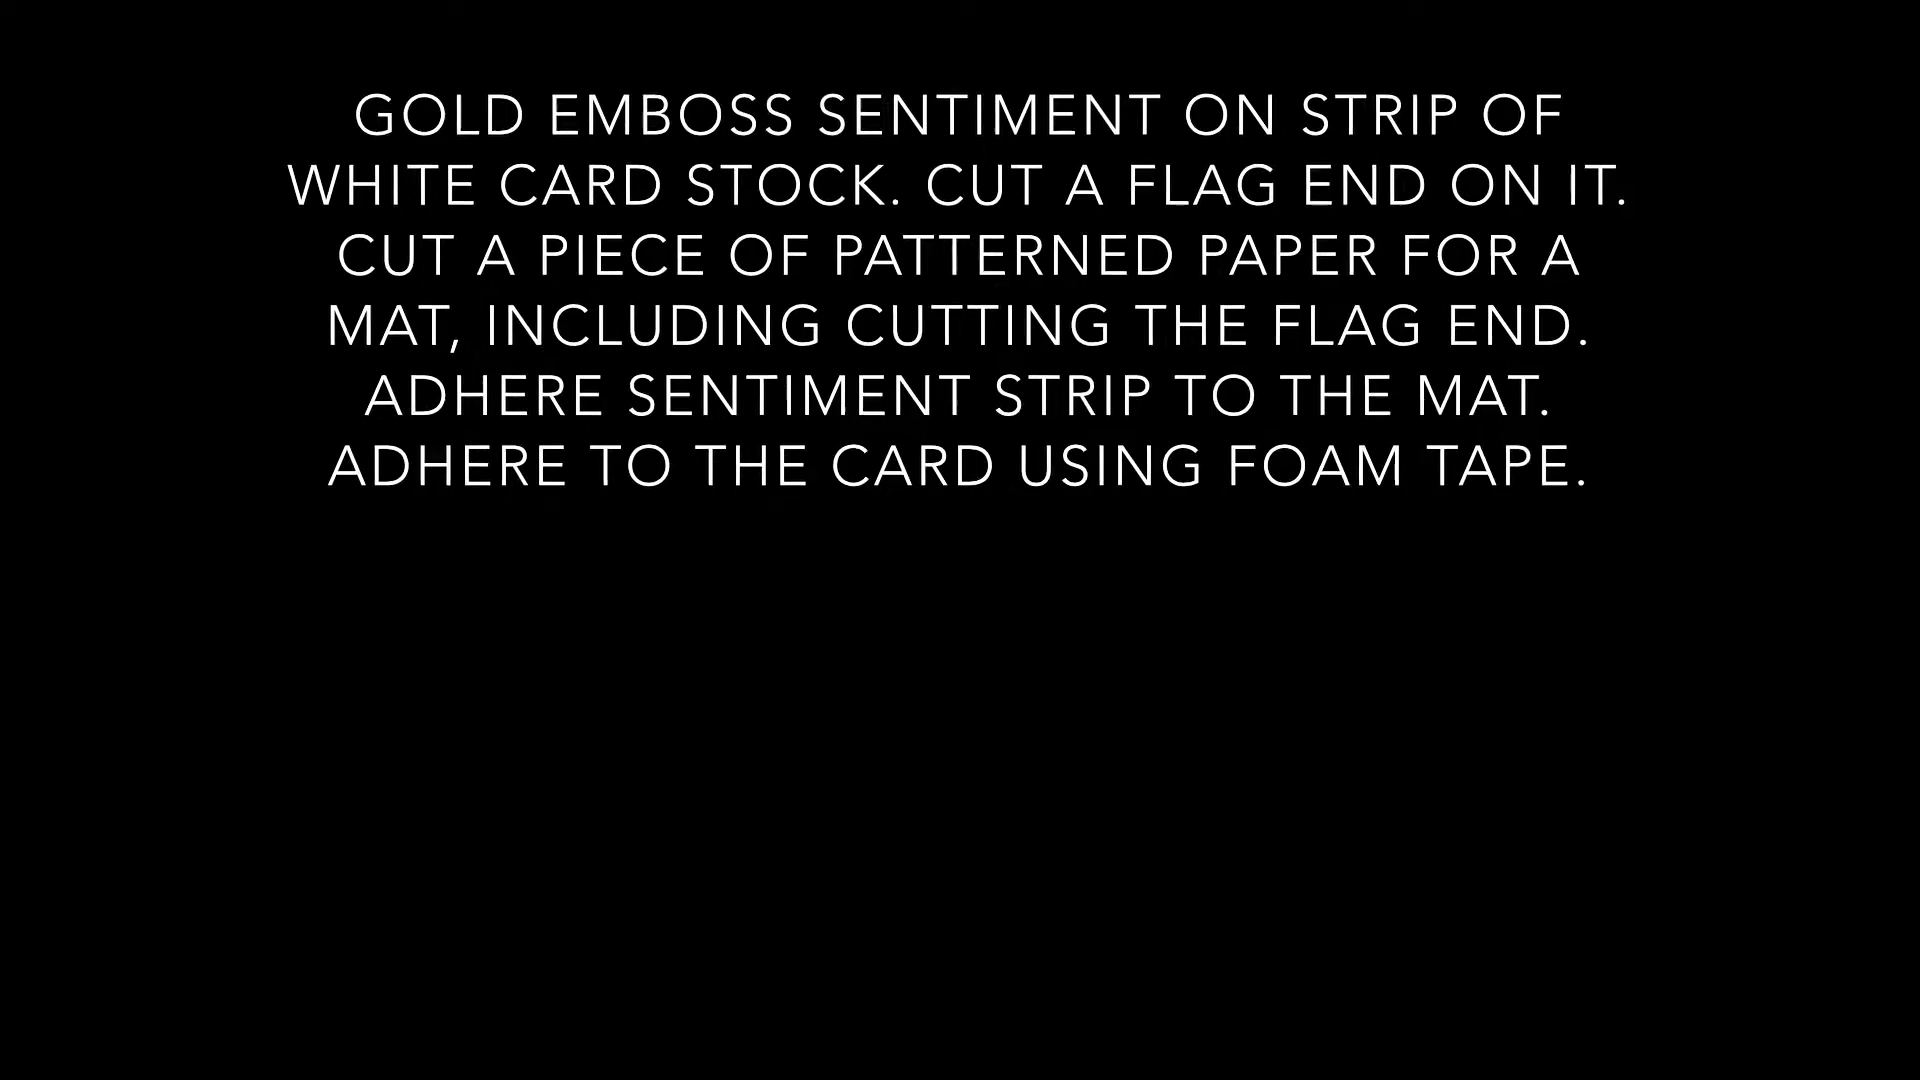 GOLD EMBOSS SENTIMENT ON STRIP OF
WHITE CARD STOCK. CUT A FLAG END ON IT.
CUT A PIECE OF PATTERNED PAPER FOR A
MAT, INCLUDING CUTTING THE FLAG END.
ADHERE SENTIMENT STRIP TO THE MAT.
ADHERE TO THE CARD USING FOAM TAPE.